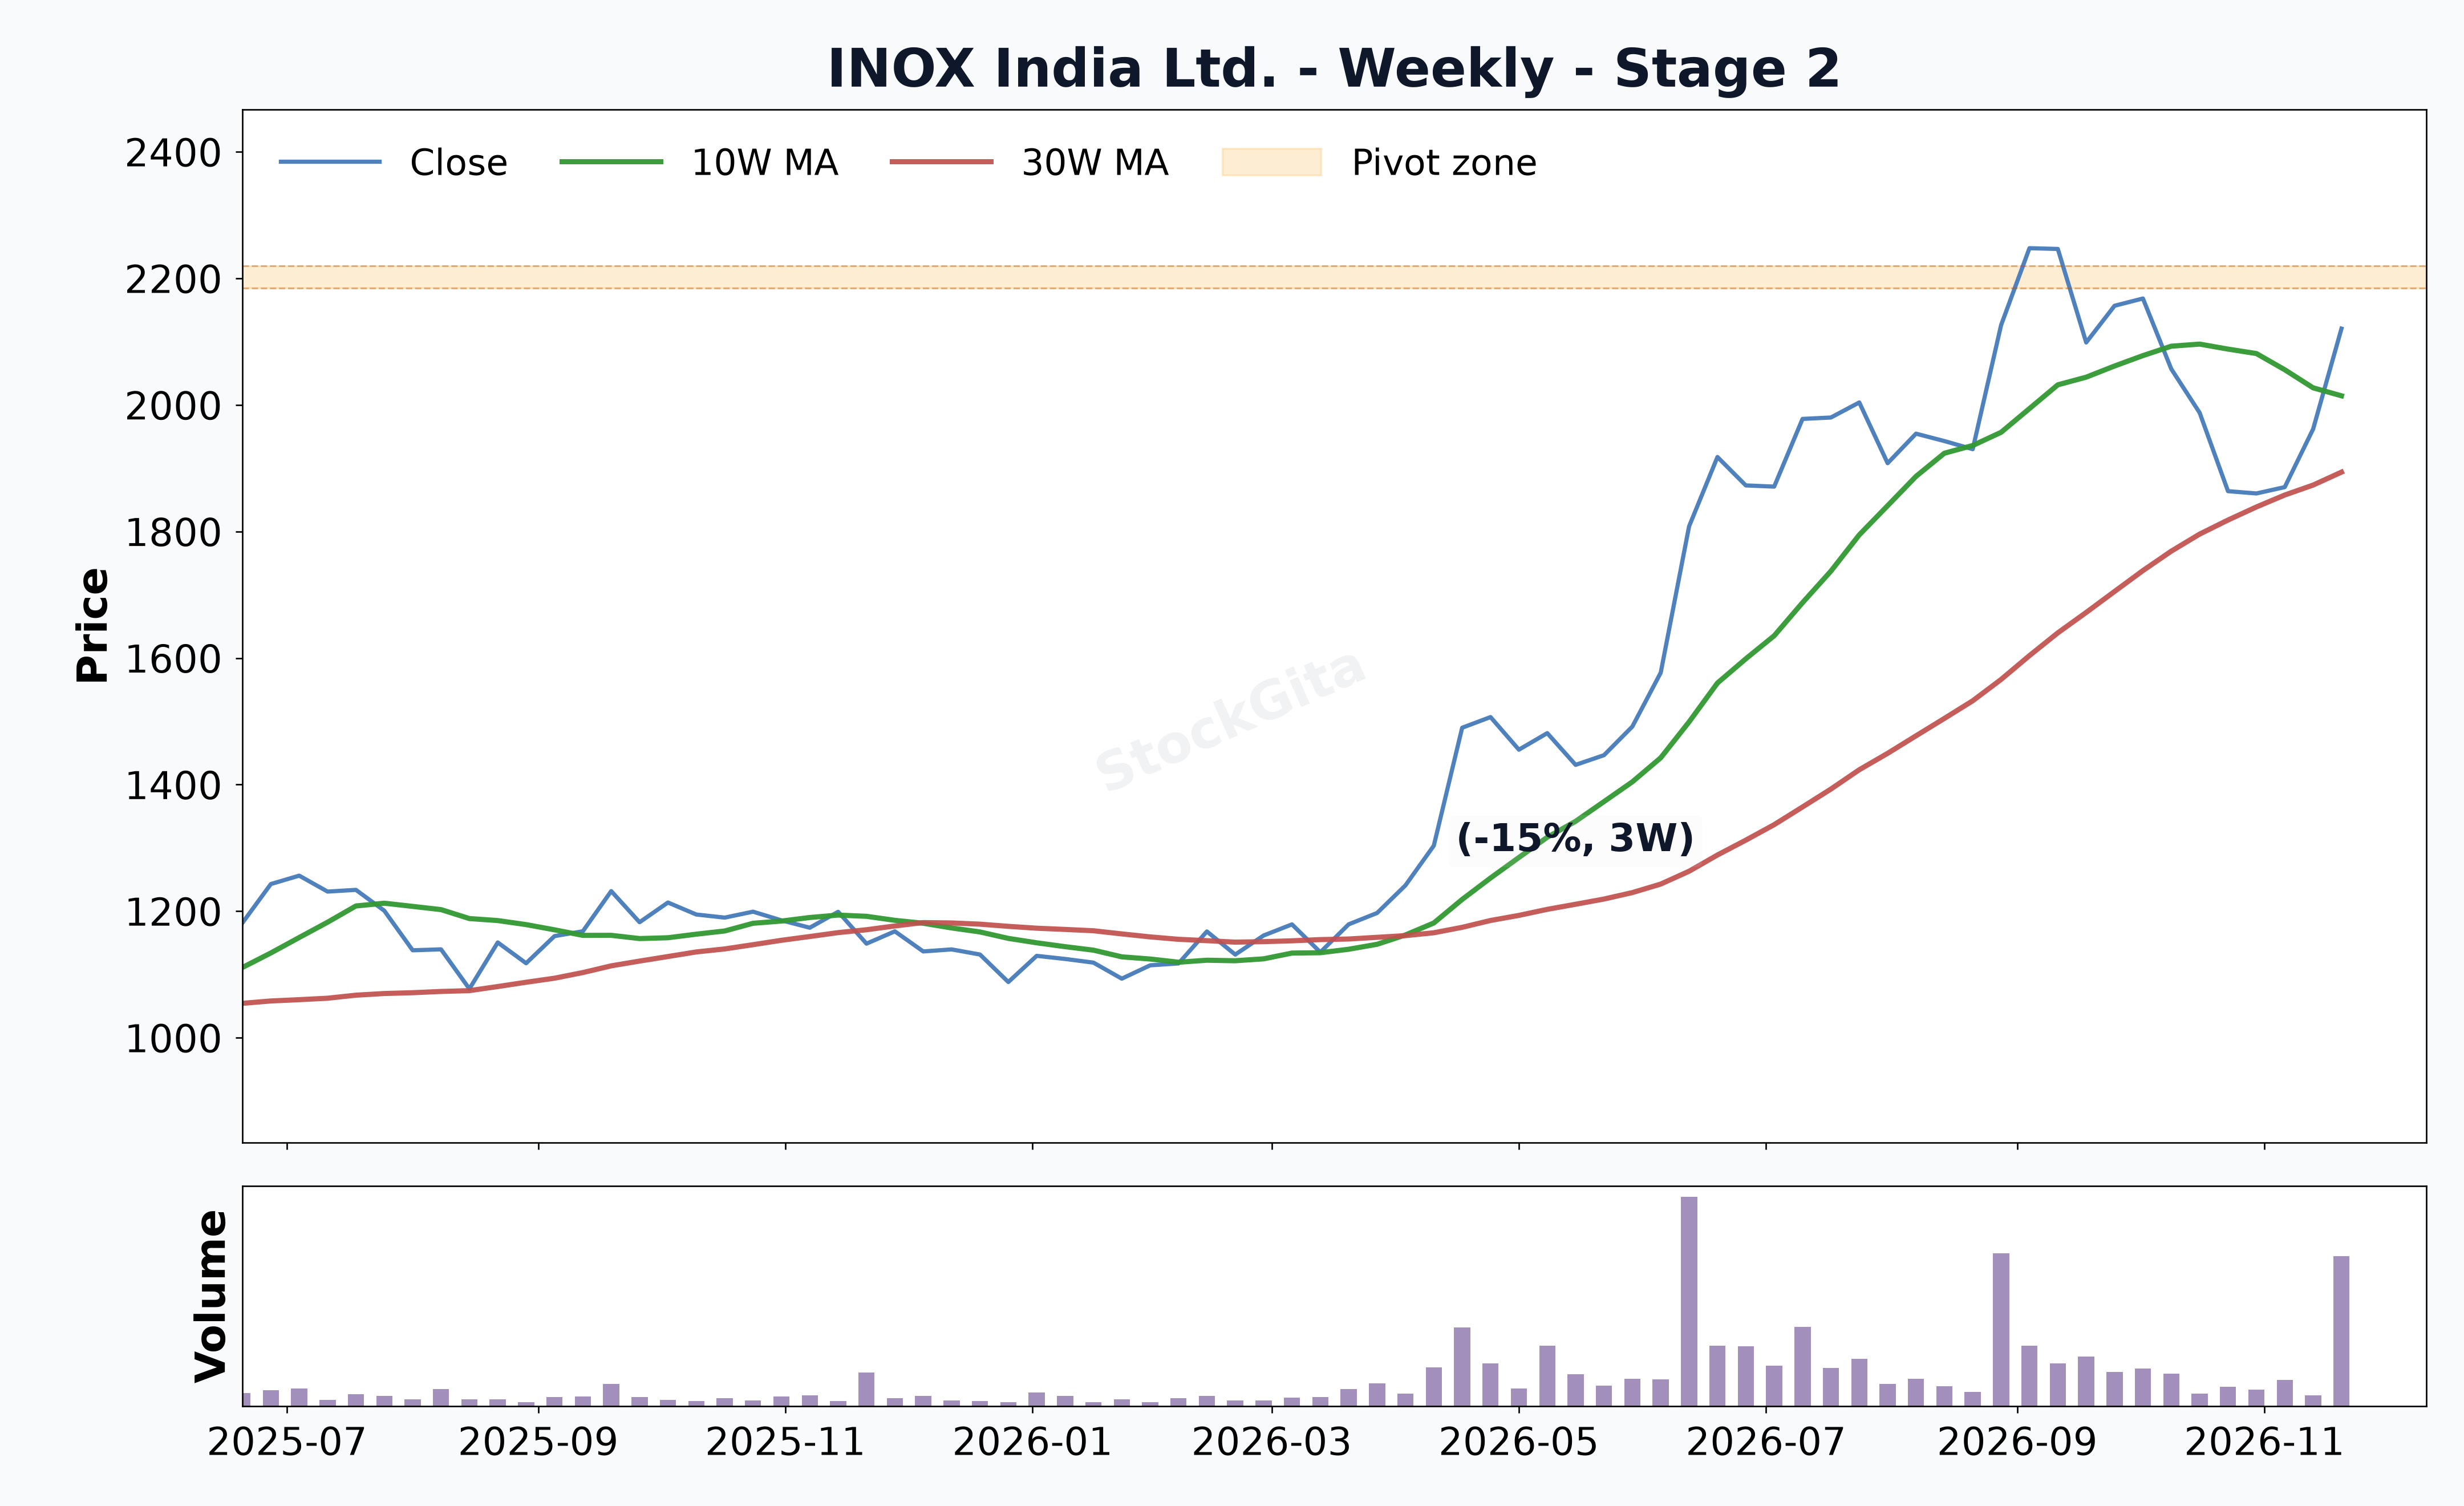 INOX India Ltd. - Weekly - Stage 2
Close 10W MA 30W MA Pivot zone
2400
2200
2000
1800
1600
1400
1200
1000
Price
StockGita
(-15%, 3W)
Volume
2025-07 2025-09 2025-11 2026-01 2026-03 2026-05 2026-07 2026-09 2026-11